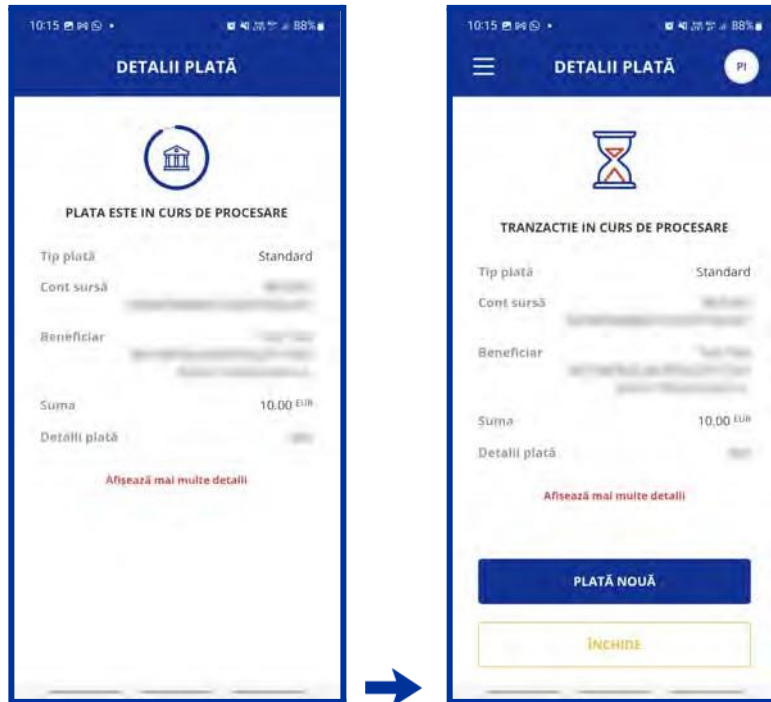 10:15
88%
DETALII PLATĂ
PLATA ESTE IN CURS DE PROCESARE
Tip plată Standard
Cont sursă
Beneficiar
Suma 10.00 EUR
Detalii plată
Afișează mai multe detalii
10:15
88%
DETALII PLATĂ
PI
TRANZACTIE IN CURS DE PROCESARE
Tip plată Standard
Cont sursă
Beneficiar
Suma 10,00 EUR
Detalii plată
Afișează mai multe detalii
PLATĂ NOUĂ
ÎNCHIDE